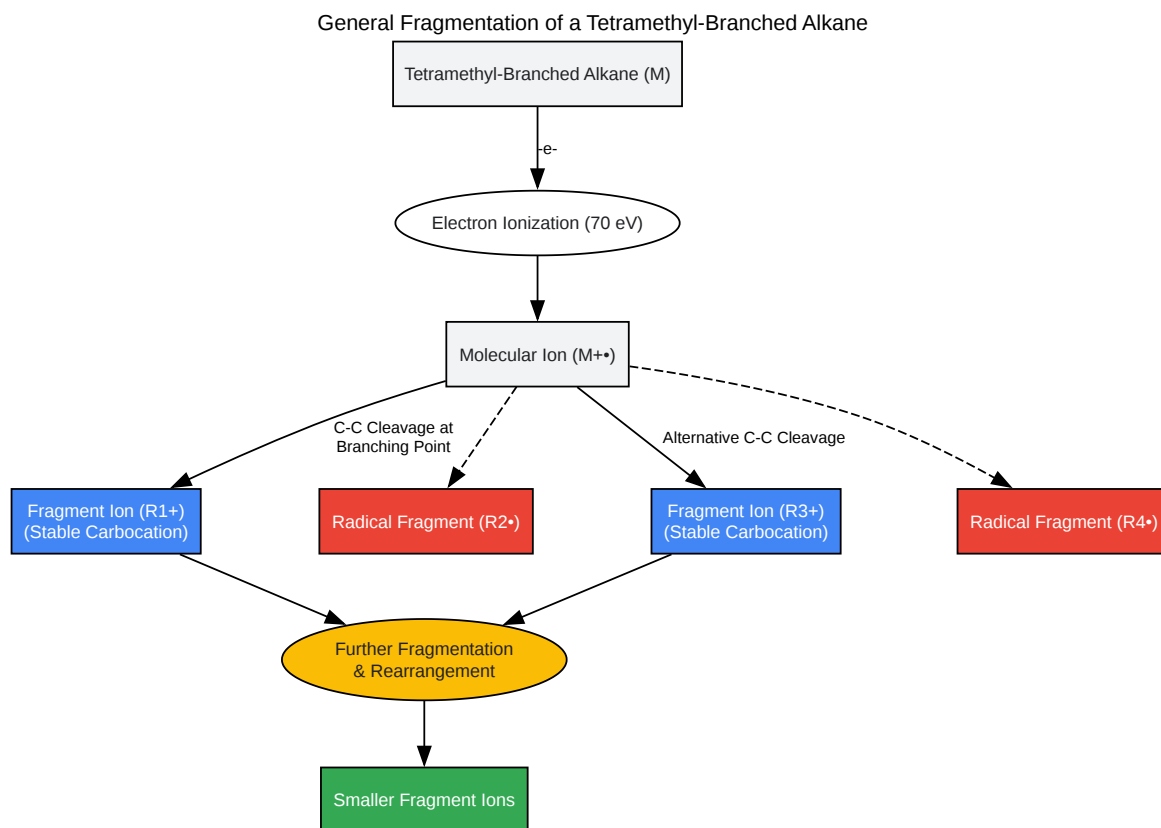 General Fragmentation of a Tetramethyl-Branched Alkane
Tetramethyl-Branched Alkane (M)
-e-
Electron Ionization (70 eV)
Molecular Ion (M+•)
C-C Cleavage at
Branching Point
Alternative C-C Cleavage
Fragment Ion (R1+)
(Stable Carbocation)
Radical Fragment (R2•)
Fragment Ion (R3+)
(Stable Carbocation)
Radical Fragment (R4•)
Further Fragmentation
& Rearrangement
Smaller Fragment Ions